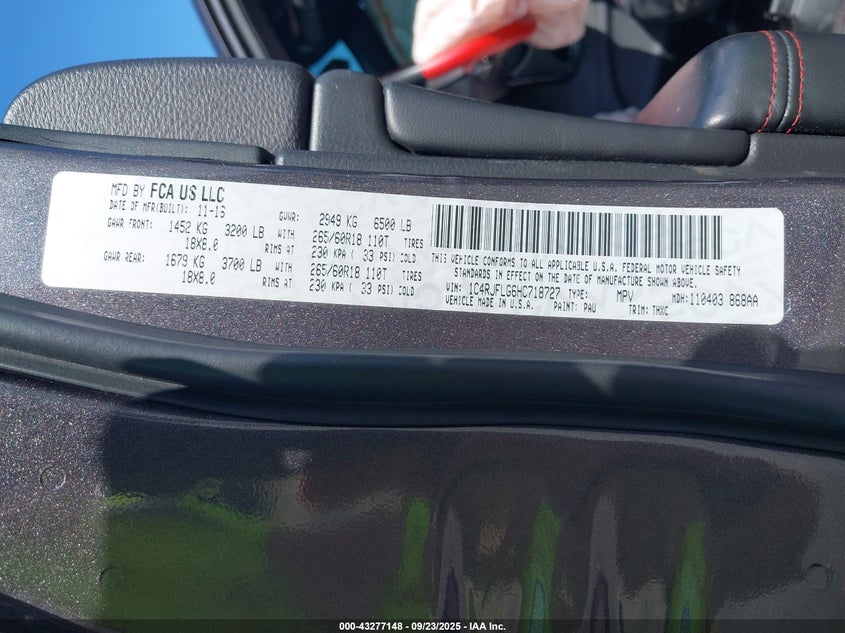 MFD BY FCA US LLC
DATE OF MFR(BUILT): 11-16 GVWR: 2949 KG 6500 LB
GAWR FRONT: 1452 KG 3200 LB WITH 265/60R18 110T TIRES
18X8.0 RIMS AT 230 KPA ( 33 PSI) COLD
GAWR REAR: 1679 KG 3700 LB WITH 265/60R18 110T TIRES
18X8.0 RIMS AT 230 KPA ( 33 PSI) COLD
THIS VEHICLE CONFORMS TO ALL APPLICABLE U.S.A. FEDERAL MOTOR VEHICLE SAFETY
STANDARDS IN EFFECT ON THE DATE OF MANUFACTURE SHOWN ABOVE.
VIN: 1C4RJFLG6HC718727 TYPE: MPV MDH:110403 868AA
VEHICLE MADE IN U.S.A. PAINT: PAU TRIM: THXC
000-43277148 - 09/23/2025 - IAA Inc.